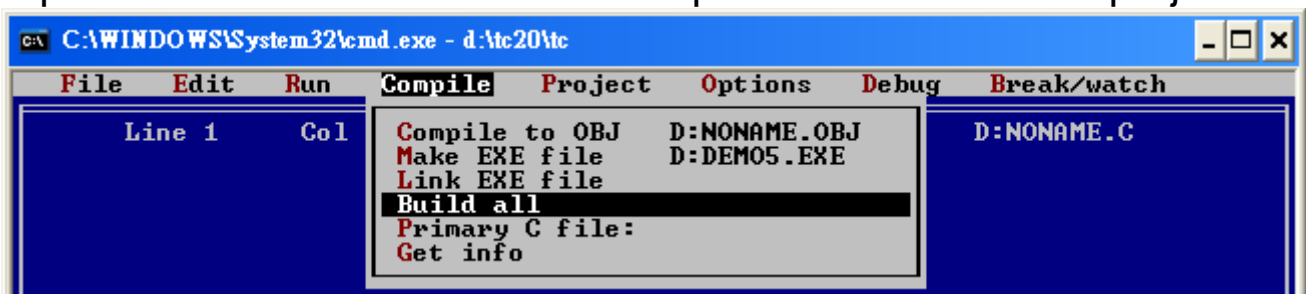 C:\WINDOWS\System32\cmd.exe - d:\tc20\tc
File Edit Run Compile Project Options Debug Break/watch
Line 1 Col D:NONAME.C
Compile to OBJ D:NONAME.OBJ
Make EXE file D:DEMO5.EXE
Link EXE file
Build all
Primary C file:
Get info